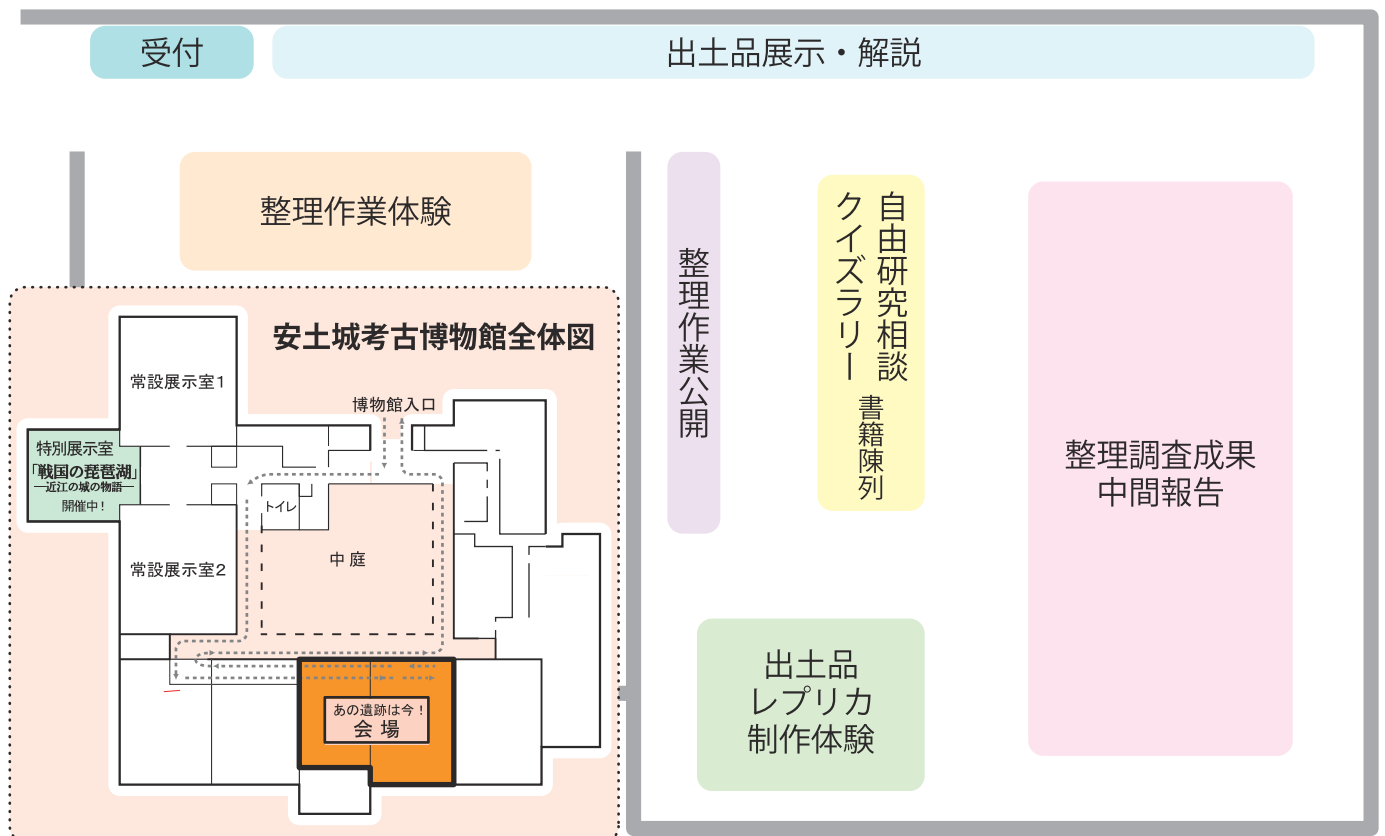 受付
出土品展示・解説
整理作業体験
整理作業公開
自由研究相談
クイズラリー
書籍陳列
整理調査成果
中間報告
出土品
レプリカ
制作体験
安土城考古博物館全体図
常設展示室1
博物館入口
特別展示室
「戦国の琵琶湖」
―近江の城の物語―
開催中！
トイレ
中庭
常設展示室2
あの遺跡は今！
会場